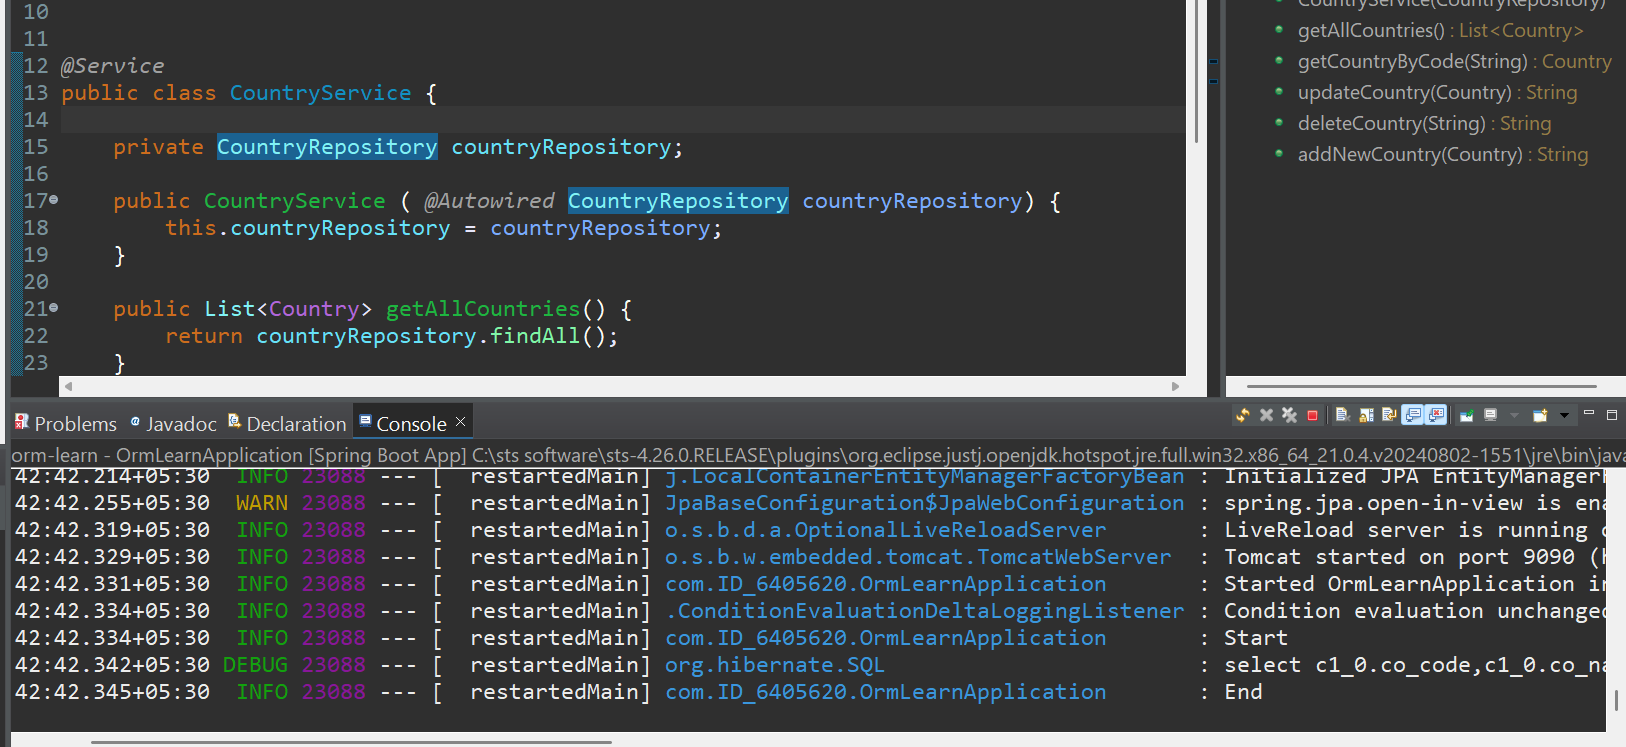 10
11
12 @Service
13 public class CountryService {
14
15 private CountryRepository countryRepository;
16
17 public CountryService ( @Autowired CountryRepository countryRepository) {
18 this.countryRepository = countryRepository;
19 }
20
21 public List<Country> getAllCountries() {
22 return countryRepository.findAll();
23 }
CountryService(CountryRepository)
getAllCountries() : List<Country>
getCountryByCode(String) : Country
updateCountry(Country) : String
deleteCountry(String) : String
addNewCountry(Country) : String
Problems @ Javadoc Declaration Console ×
orm-learn - OrmLearnApplication [Spring Boot App] C:\sts software\sts-4.26.0.RELEASE\plugins\org.eclipse.justj.openjdk.hotspot.jre.full.win32.x86_64_21.0.4.v20240802-1551\jre\bin\java
42:42.214+05:30 INFO 23088 --- [ restartedMain] j.LocalContainerEntityManagerFactoryBean : Initialized JPA EntityManager
42:42.255+05:30 WARN 23088 --- [ restartedMain] JpaBaseConfiguration$JpaWebConfiguration : spring.jpa.open-in-view is ena
42:42.319+05:30 INFO 23088 --- [ restartedMain] o.s.b.d.a.OptionalLiveReloadServer : LiveReload server is running
42:42.329+05:30 INFO 23088 --- [ restartedMain] o.s.b.w.embedded.tomcat.TomcatWebServer : Tomcat started on port 9090 (
42:42.331+05:30 INFO 23088 --- [ restartedMain] com.ID_6405620.OrmLearnApplication : Started OrmLearnApplication in
42:42.334+05:30 INFO 23088 --- [ restartedMain] .ConditionEvaluationDeltaLoggingListener : Condition evaluation unchanged
42:42.334+05:30 INFO 23088 --- [ restartedMain] com.ID_6405620.OrmLearnApplication : Start
42:42.342+05:30 DEBUG 23088 --- [ restartedMain] org.hibernate.SQL : select c1_0.co_code,c1_0.co_na
42:42.345+05:30 INFO 23088 --- [ restartedMain] com.ID_6405620.OrmLearnApplication : End